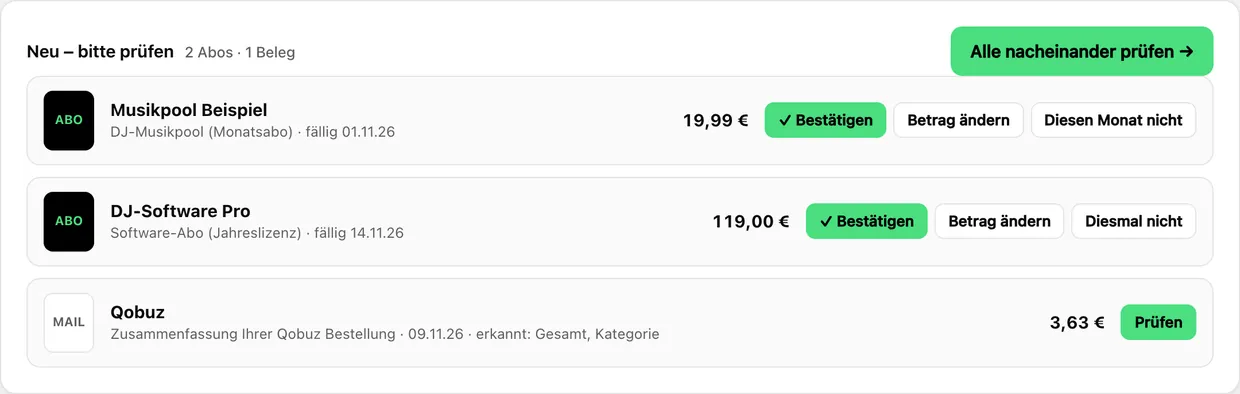 Neu – bitte prüfen 2 Abos · 1 Beleg
Alle nacheinander prüfen →
ABO
Musikpool Beispiel
DJ-Musikpool (Monatsabo) · fällig 01.11.26
19,99 €
✓ Bestätigen
Betrag ändern
Diesen Monat nicht
ABO
DJ-Software Pro
Software-Abo (Jahreslizenz) · fällig 14.11.26
119,00 €
✓ Bestätigen
Betrag ändern
Diesmal nicht
MAIL
Qobuz
Zusammenfassung Ihrer Qobuz Bestellung · 09.11.26 · erkannt: Gesamt, Kategorie
3,63 €
Prüfen